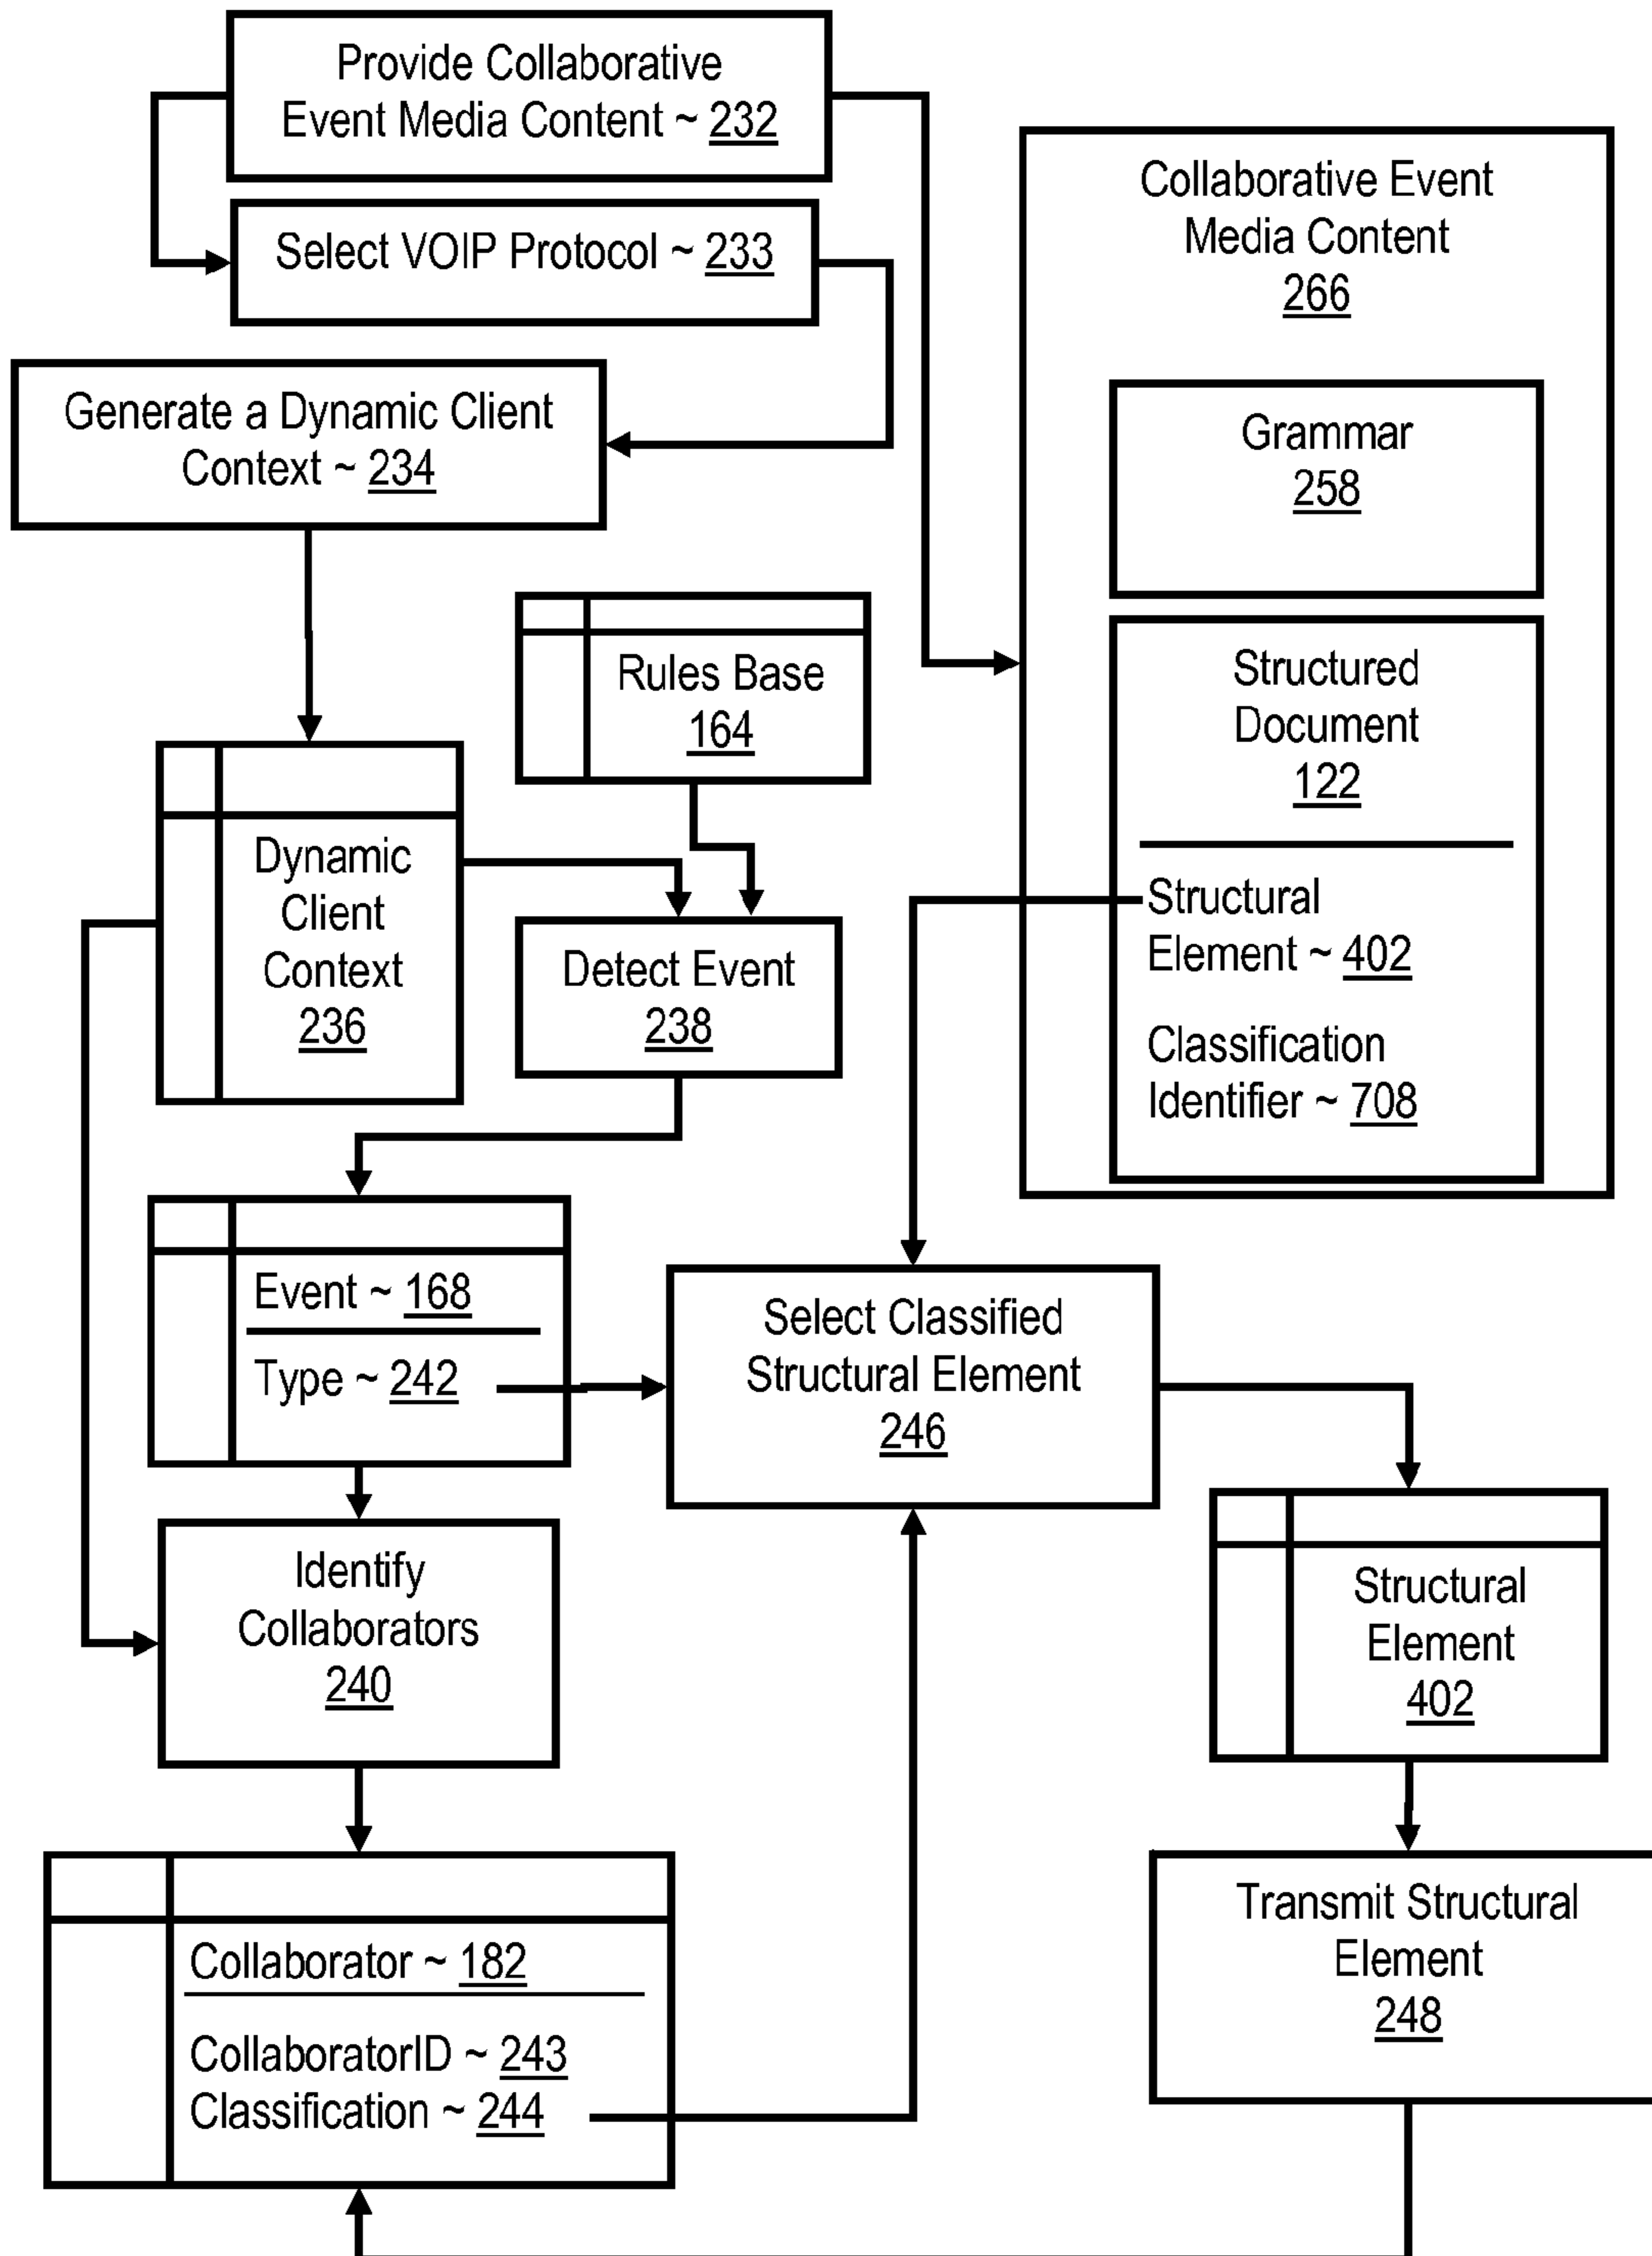 Provide Collaborative
Event Media Content ~ 232
Select VOIP Protocol ~ 233
Generate a Dynamic Client
Context ~ 234
Collaborative Event
Media Content
266
Grammar
258
Structured
Document
122
Structural
Element ~ 402
Classification
Identifier ~ 708
Rules Base
164
Dynamic
Client
Context
236
Detect Event
238
Event ~ 168
Type ~ 242
Select Classified
Structural Element
246
Identify
Collaborators
240
Structural
Element
402
Collaborator ~ 182
CollaboratorID ~ 243
Classification ~ 244
Transmit Structural
Element
248